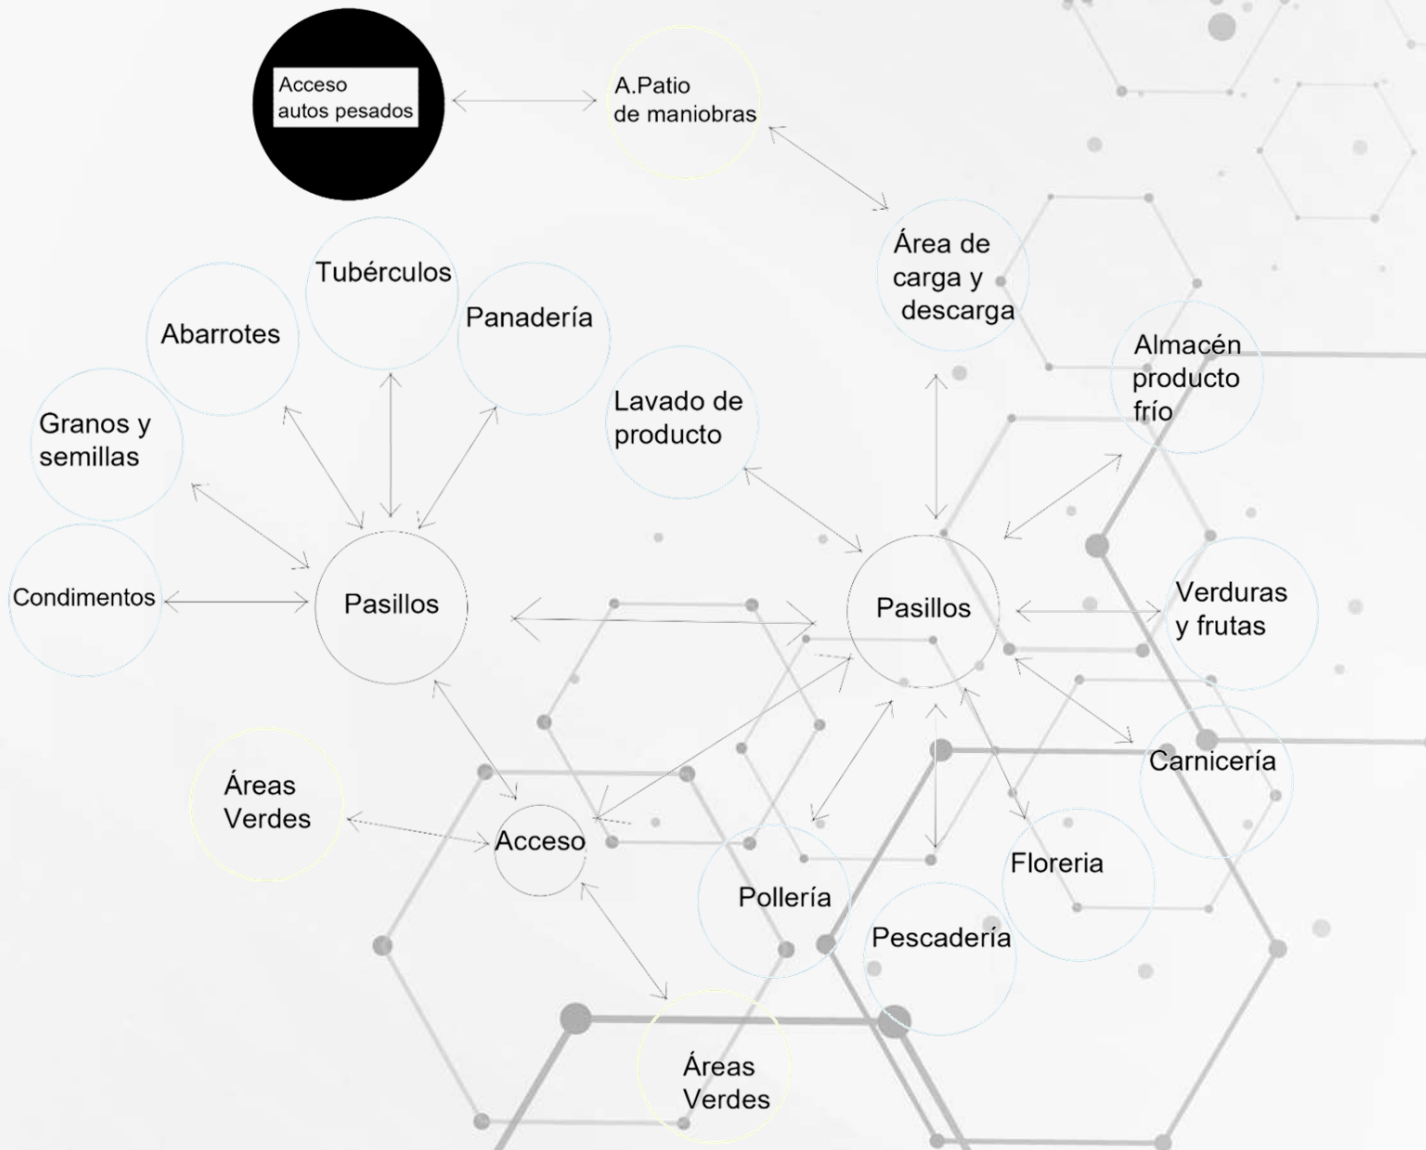 Acceso
autos pesados
A.Patio
de maniobras
Área de
carga y
descarga
Tubérculos
Panadería
Abarrotes
Almacén
producto
frío
Lavado de
producto
Granos y
semillas
Condimentos
Pasillos
Pasillos
Verduras
y frutas
Carnicería
Áreas
Verdes
Acceso
Floreria
Pollería
Pescadería
Áreas
Verdes